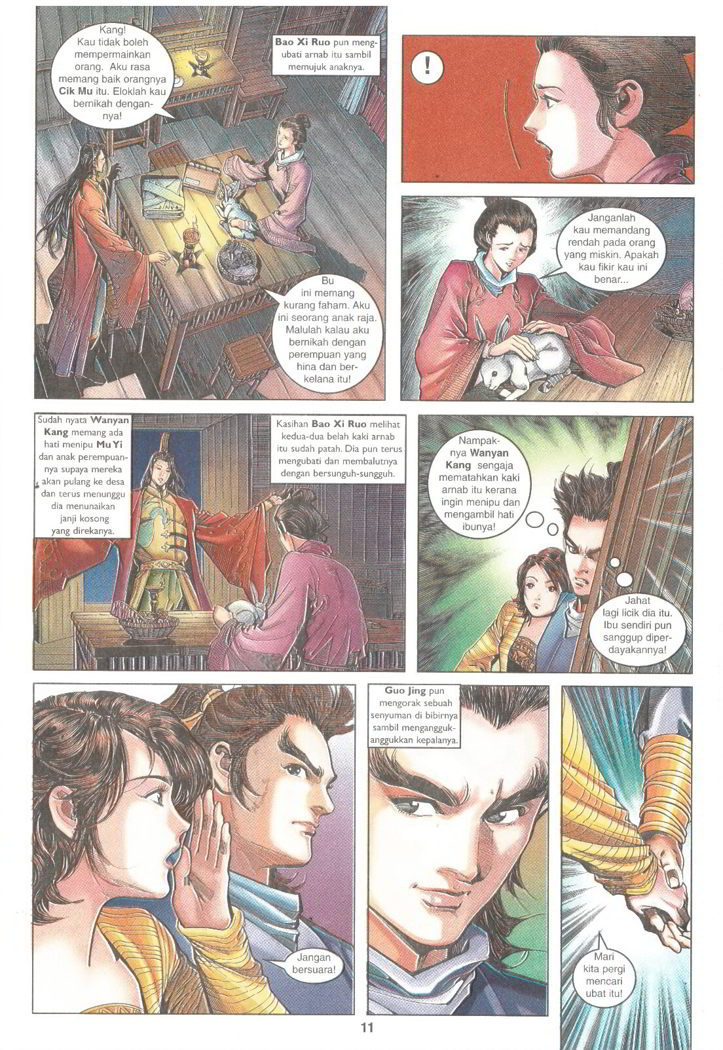 Kang!
Kau tidak boleh
mempermainkan
orang. Aku rasa
memang baik orangnya
Cik Mu itu. Eloklah kau
bernikah dengan-
nya!
Bao Xi Ruo pun meng-
ubati arnab itu sambil
memujuk anaknya.
Bu
ini memang
kurang faham. Aku
ini seorang anak raja.
Malulah kalau aku
bernikah dengan
perempuan yang
hina dan ber-
kelana itu!
!
Janganlah
kau memandang
rendah pada orang
yang miskin. Apakah
kau fikir kau ini
benar...
Sudah nyata Wanyan
Kang memang ada
hati menipu Mu Yi
dan anak perempuan-
nya supaya mereka
akan pulang ke desa
dan terus menunggu
dia menunaikan
janji kosong
yang direkanya.
Kasihan Bao Xi Ruo melihat
kedua-dua belah kaki arnab
itu sudah patah. Dia pun terus
mengubati dan membalutnya
dengan bersunguh-sungguh.
Nampak-
nya Wanyan
Kang sengaja
mematahkan kaki
arnab itu kerana
ingin menipu dan
mengambil hati
ibunya!
Jahat
lagi licik dia itu.
Ibu sendiri pun
sanggup diper-
dayakannya!
Jangan
bersuara!
Guo Jing pun
mengorak sebuah
senyuman di bibirnya
sambil mengangguk-
anggukkan kepalanya.
Mari
kita pergi
mencari
ubat itu!
11